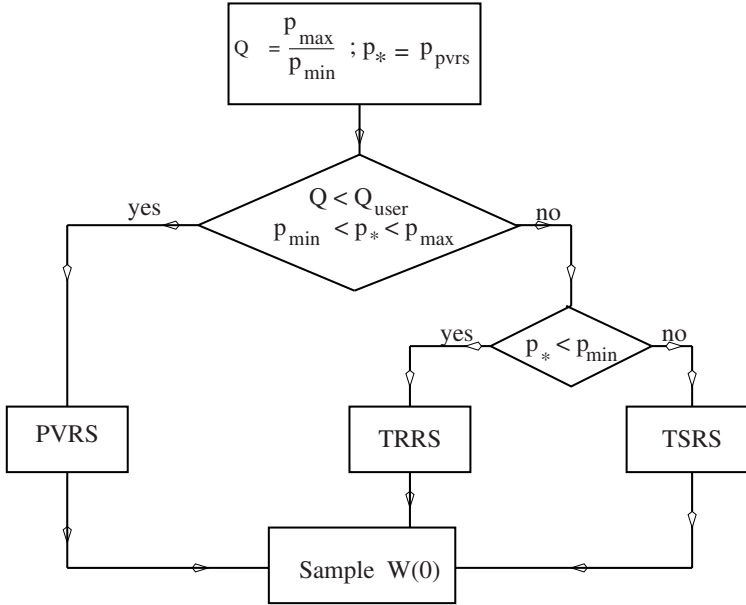 Q = p_max / p_min ; p_* = p_pvrs
Q < Q_user
p_min < p_* < p_max
yes
no
yes
p_* < p_min
no
PVRS
TRRS
TSRS
Sample W(0)